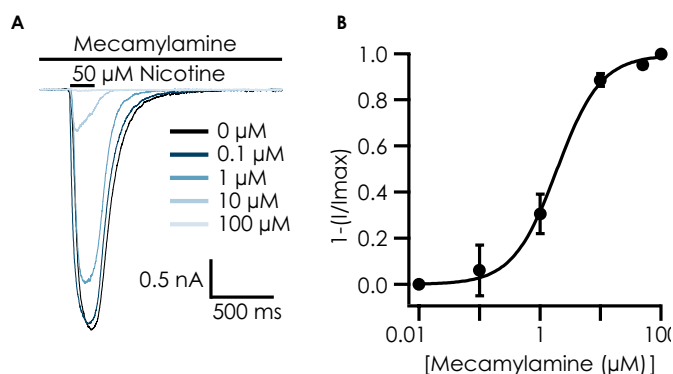 A
Mecamylamine
50 µM Nicotine
0 µM
0.1 µM
1 µM
10 µM
100 µM
0.5 nA
500 ms
B
1-(I/Imax)
1.0
0.8
0.6
0.4
0.2
0.0
0.01
1
100
[Mecamylamine (µM)]